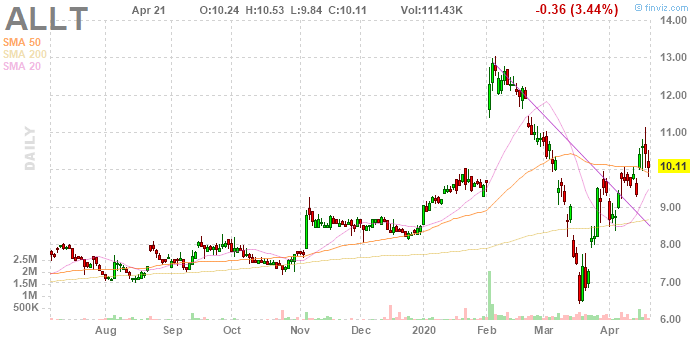 ALLT Apr 21 O:10.24 H:10.53 L:9.84 C:10.11 Vol:111.43K -0.36 (3.44%) © finviz.com
14.00
SMA 50
SMA 200
SMA 20
13.00
12.00
11.00
DAILY
10.11
9.00
8.00
2.5M
2M
7.00
1.5M
1M
500K
6.00
Aug Sep Oct Nov Dec 2020 Feb Mar Apr